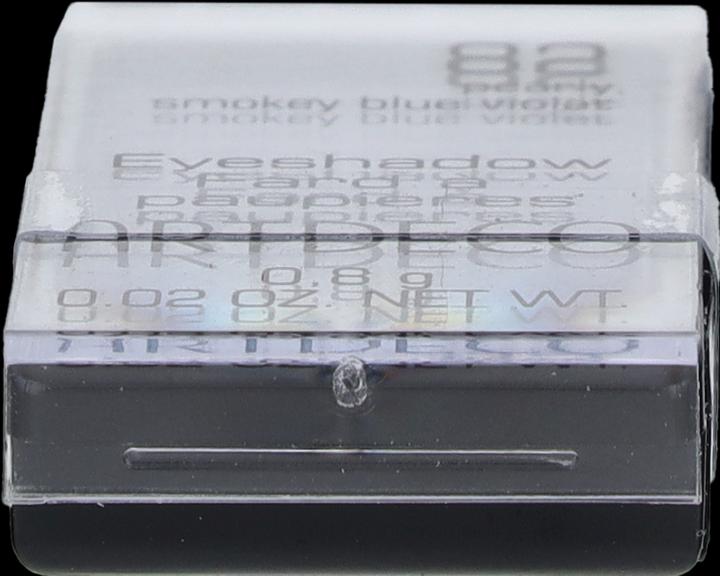 82
pearly
smokey blue violet
Eyeshadow
Fard à
paupières
ARTDECO
0.8 g
0.02 OZ. NET WT.